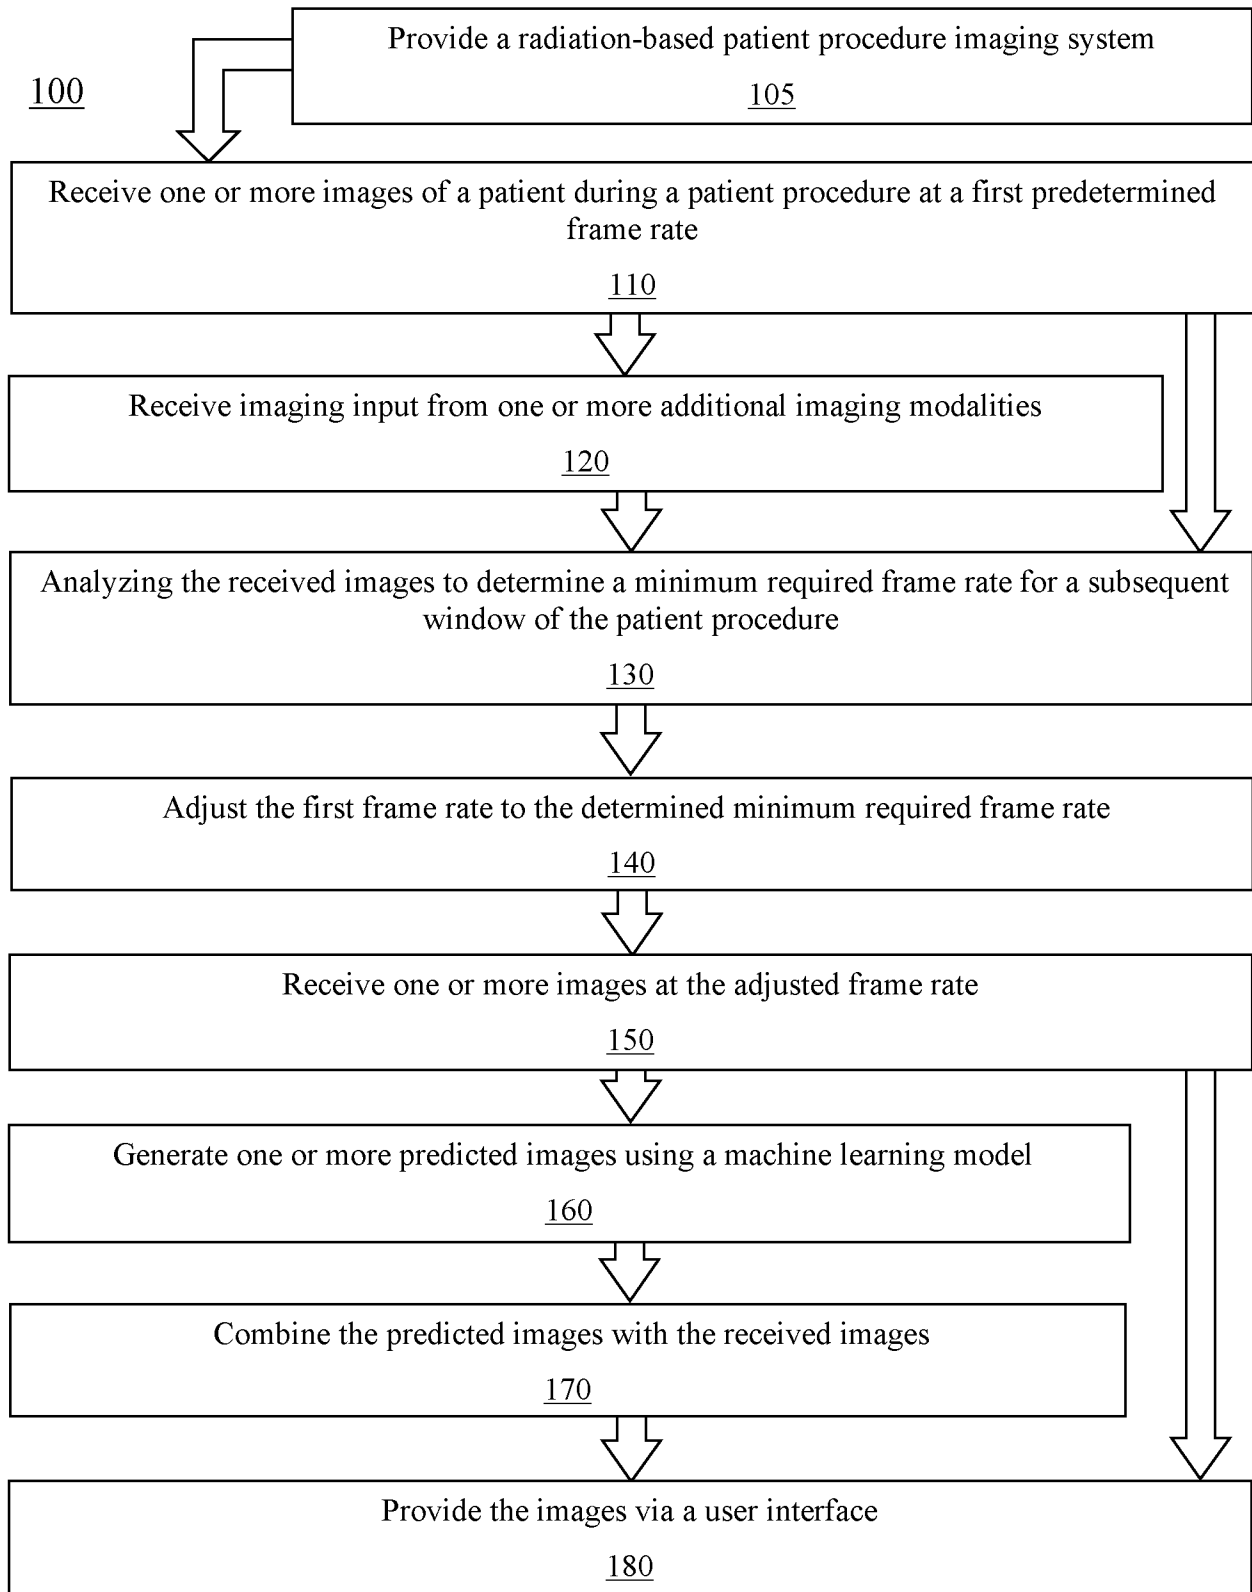 Provide a radiation-based patient procedure imaging system
105
100
Receive one or more images of a patient during a patient procedure at a first predetermined
frame rate
110
Receive imaging input from one or more additional imaging modalities
120
Analyzing the received images to determine a minimum required frame rate for a subsequent
window of the patient procedure
130
Adjust the first frame rate to the determined minimum required frame rate
140
Receive one or more images at the adjusted frame rate
150
Generate one or more predicted images using a machine learning model
160
Combine the predicted images with the received images
170
Provide the images via a user interface
180